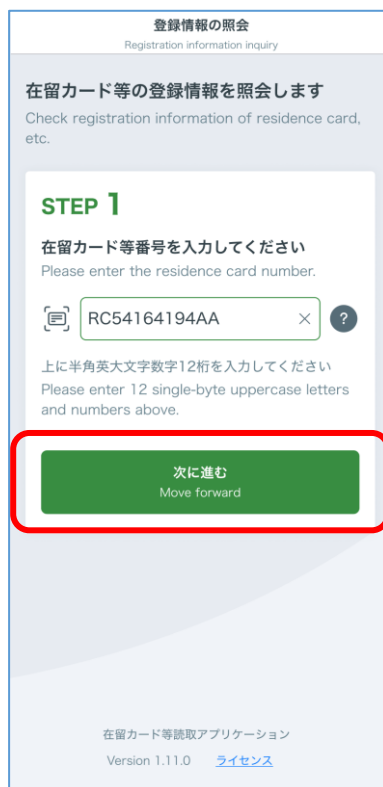 登録情報の照会
Registration information inquiry
在留カード等の登録情報を照会します
Check registration information of residence card,
etc.
STEP 1
在留カード等番号を入力してください
Please enter the residence card number.
RC54164194AA × ?
上に半角英大文字数字12桁を入力してください
Please enter 12 single-byte uppercase letters
and numbers above.
次に進む
Move forward
在留カード等読取アプリケーション
Version 1.11.0 ライセンス